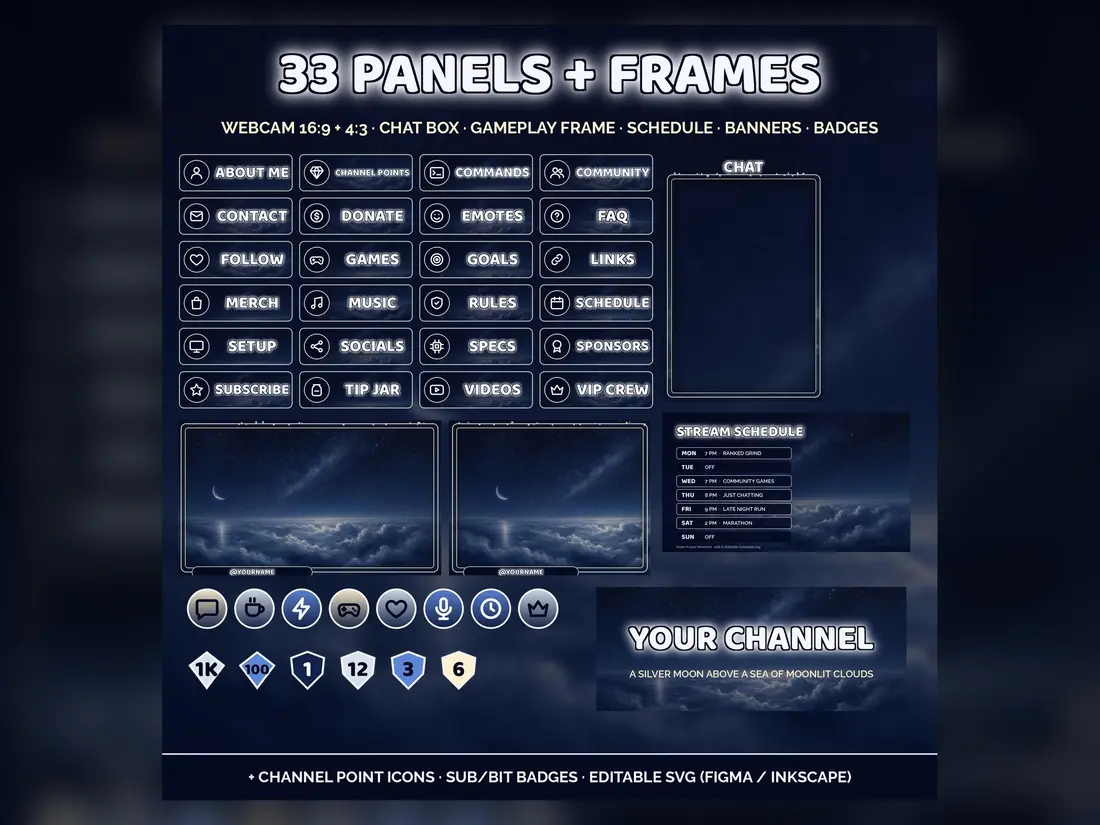 33 PANELS + FRAMES
WEBCAM 16:9 + 4:3 · CHAT BOX · GAMEPLAY FRAME · SCHEDULE · BANNERS · BADGES
ABOUT ME
CHANNEL POINTS
COMMANDS
COMMUNITY
CONTACT
DONATE
EMOTES
FAQ
FOLLOW
GAMES
GOALS
LINKS
MERCH
MUSIC
RULES
SCHEDULE
SETUP
SOCIALS
SPECS
SPONSORS
SUBSCRIBE
TIP JAR
VIDEOS
VIP CREW
CHAT
@YOURNAME
@YOURNAME
STREAM SCHEDULE
MON 7 PM · RANKED GRIND
TUE OFF
WED 7 PM · COMMUNITY GAMES
THU 8 PM · JUST CHATTING
FRI 9 PM · LATE NIGHT RUN
SAT 2 PM · MARATHON
SUN OFF
1K
100
1
12
3
6
YOUR CHANNEL
A SILVER MOON ABOVE A SEA OF MOONLIT CLOUDS
+ CHANNEL POINT ICONS · SUB/BIT BADGES · EDITABLE SVG (FIGMA / INKSCAPE)